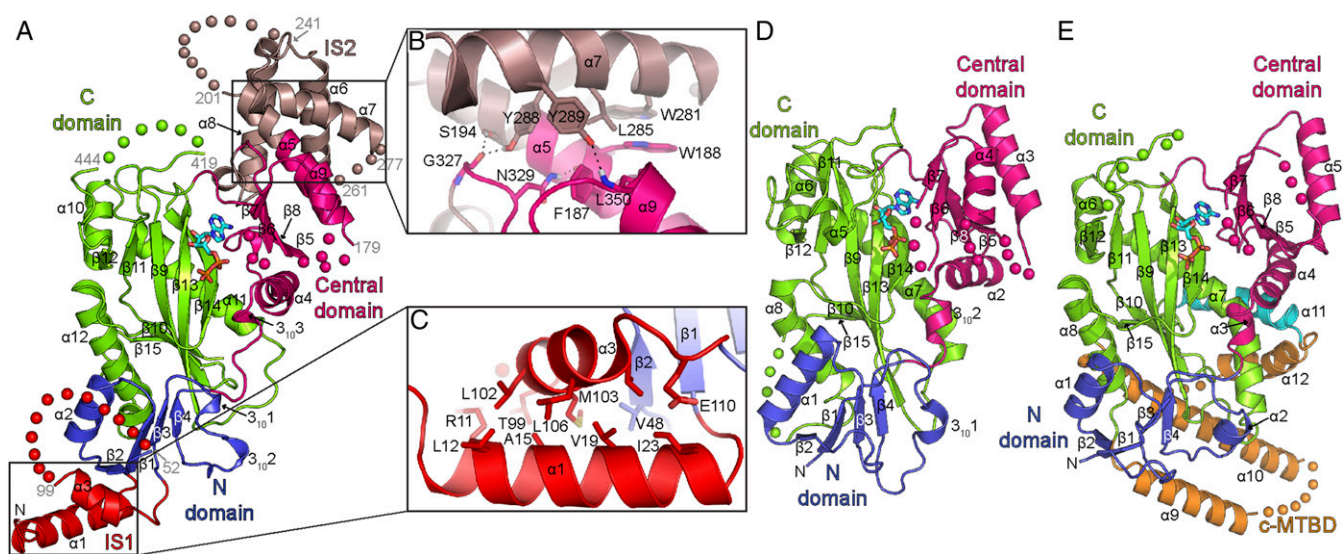 A
241
IS2
201
α6
α7
α8
C
domain
444
419
α5
277
α9
261
α10
β7
β8
β6
β5
179
β12
β11
β9
β13
Central
domain
β14
α11
α4
α12
β10
3₁₀3
β15
α2
β4
3₁₀1
β2
β1
52
3₁₀2
99
α3
N
N
domain
α1
IS1
B
α7
S194
Y288
Y289
W281
L285
G327
α5
W188
N329
L350
F187
α9
C
β1
α3
β2
L102
M103
E110
R11
T99
L106
V48
L12
A15
V19
I23
α1
D
Central
domain
C
domain
β11
α4
α3
β7
α6
β6
α5
β8
β5
β12
β9
β14
β13
α2
α7
α8
β10
3₁₀2
β15
α1
β1
β4
β3
β2
3₁₀1
N
N
domain
E
Central
domain
α5
β7
α6
β8
β6
β12
β13
β5
β11
β9
β14
α4
β10
α7
α11
α8
α3
β15
α12
α1
N
domain
β3
α2
β2
β1
β4
N
α10
α9
c-MTBD